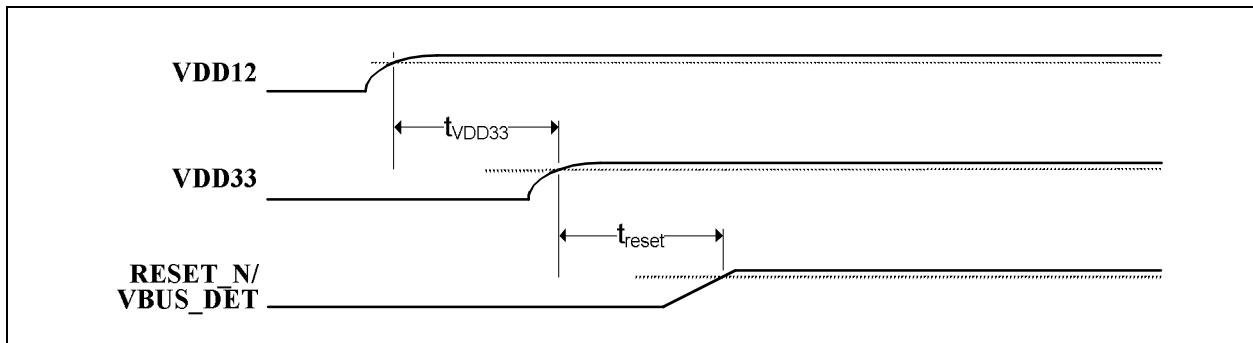 VDD12
tVDD33
VDD33
treset
RESET_N/
VBUS_DET